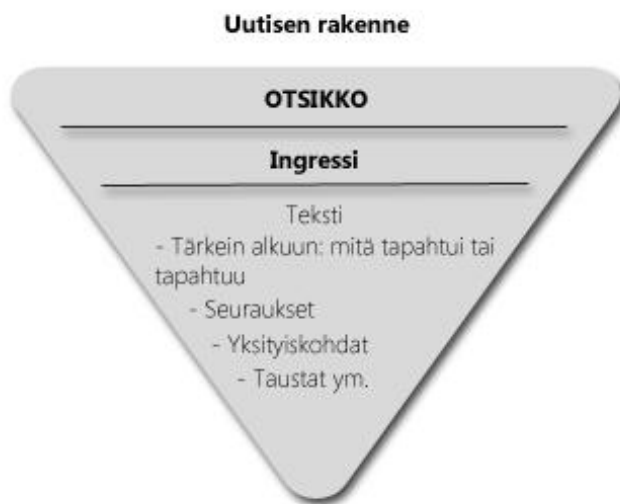 Uutisen rakenne
OTSIKKO
Ingressi
Teksti
- Tärkein alkuun: mitä tapahtui tai
tapahtuu
- Seuraukset
- Yksityiskohdat
- Taustat ym.